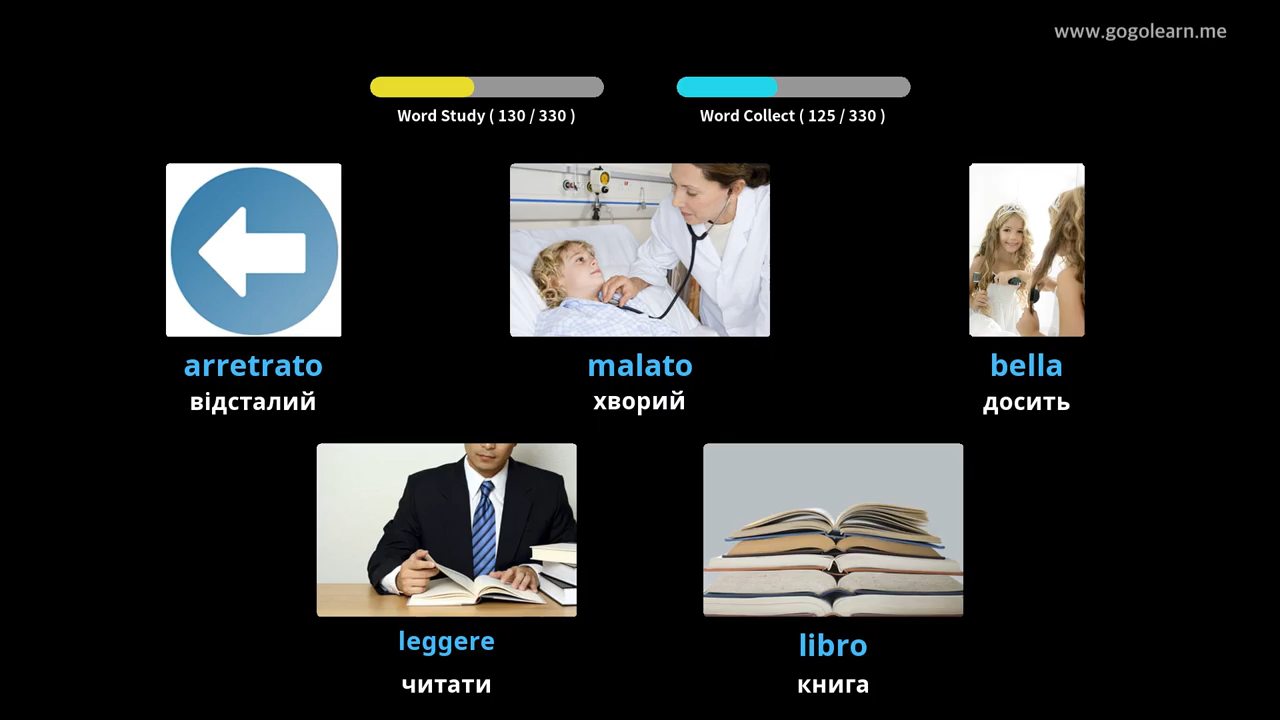 www.gogolearn.me
Word Study ( 130 / 330 )
Word Collect ( 125 / 330 )
arretrato
відсталий
malato
хворий
bella
досить
leggere
читати
libro
книга